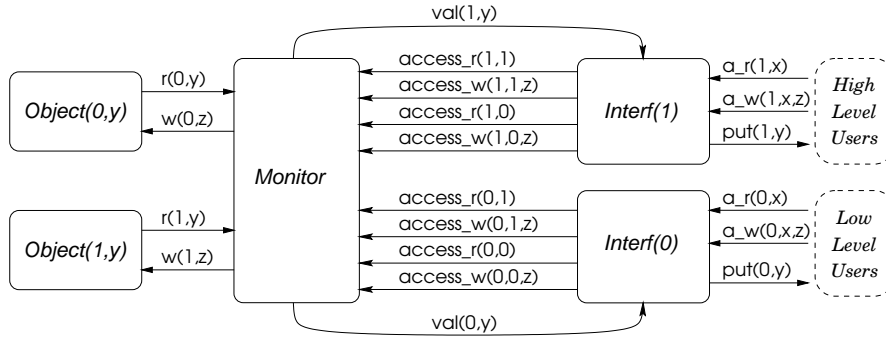 val(1,y)
Object(0,y)
r(0,y)
w(0,z)
Object(1,y)
r(1,y)
w(1,z)
Monitor
access_r(1,1)
access_w(1,1,z)
access_r(1,0)
access_w(1,0,z)
access_r(0,1)
access_w(0,1,z)
access_r(0,0)
access_w(0,0,z)
Interf(1)
a_r(1,x)
a_w(1,x,z)
put(1,y)
High
Level
Users
Interf(0)
a_r(0,x)
a_w(0,x,z)
put(0,y)
Low
Level
Users
val(0,y)